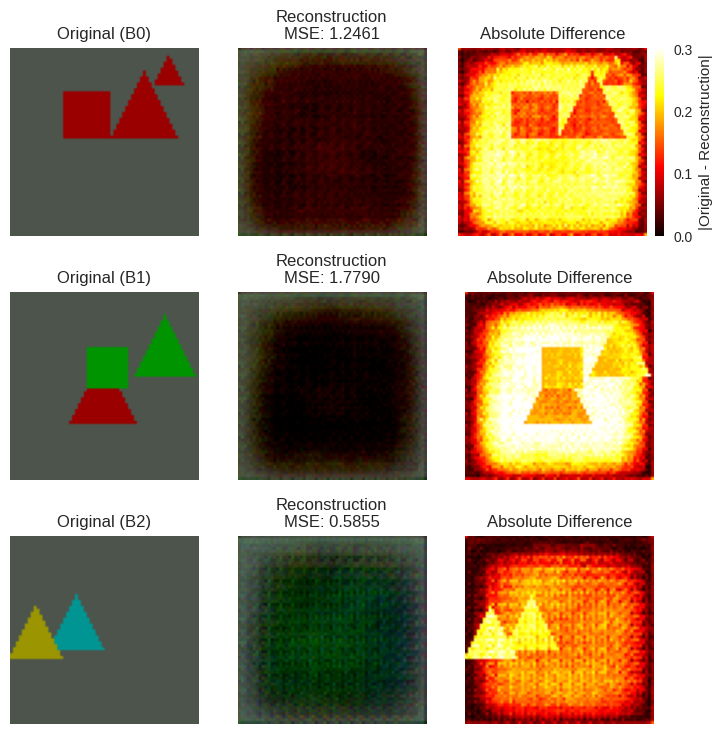 Original (B0)
Reconstruction
MSE: 1.2461
Absolute Difference
0.3
0.2
0.1
0.0
|Original - Reconstruction|
Original (B1)
Reconstruction
MSE: 1.7790
Absolute Difference
Original (B2)
Reconstruction
MSE: 0.5855
Absolute Difference